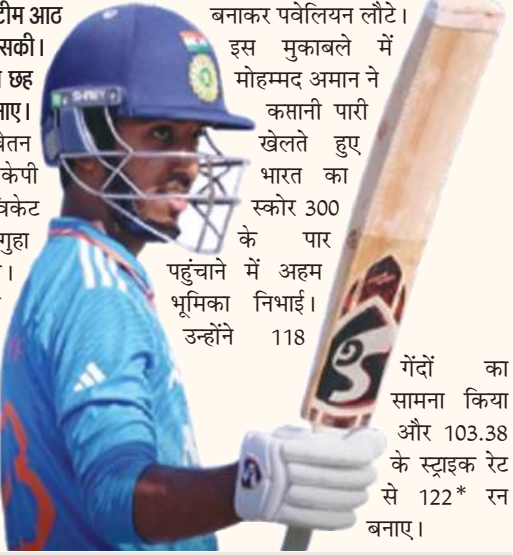 टीम आठ
सकी।
छह
नाए।
चेतन
केपी
विकेट
गुहा
।
बनाकर पवेलियन लौटे।
इस मुकाबले में
मोहम्मद अमान ने
कप्तानी पारी
खेलते हुए
भारत का
स्कोर 300
के पार
पहुंचाने में अहम
भूमिका निभाई।
उन्होंने 118
गेंदों का
सामना किया
और 103.38
के स्ट्राइक रेट
से 122* रन
बनाए।